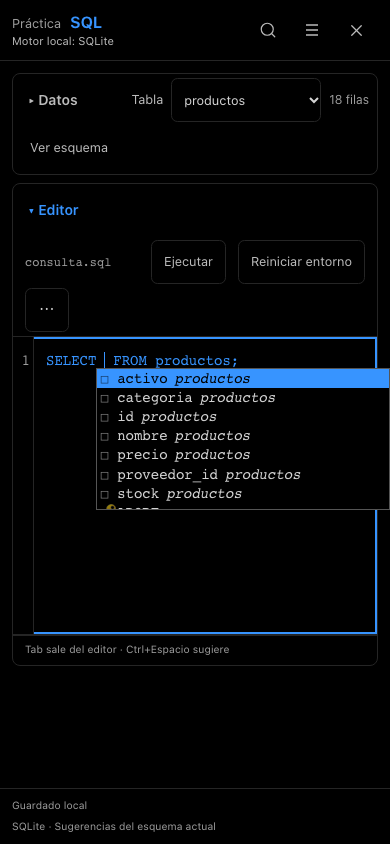 Práctica SQL
Motor local: SQLite
Datos
Tabla
productos
18 filas
Ver esquema
Editor
consulta.sql
Ejecutar
Reiniciar entorno
...
1 SELECT FROM productos;
activo productos
categoria productos
id productos
nombre productos
precio productos
proveedor_id productos
stock productos
Tab sale del editor · Ctrl+Espacio sugiere
Guardado local
SQLite · Sugerencias del esquema actual